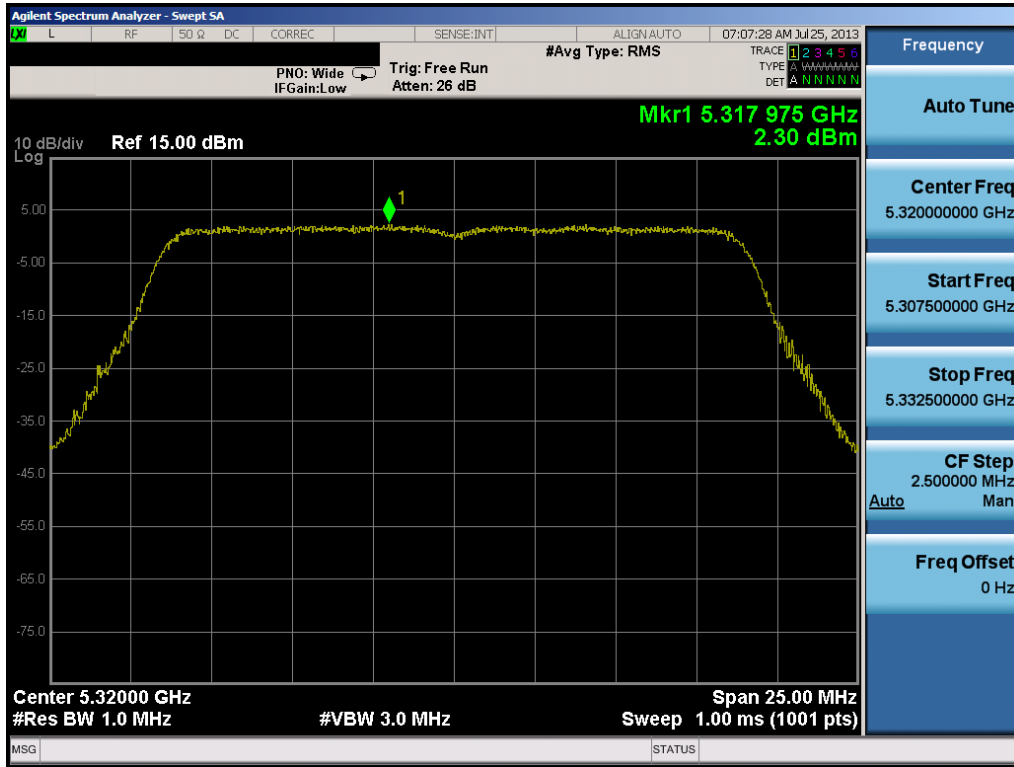 Agilent Spectrum Analyzer - Swept SA
LXI L RF 50 Ω DC CORREC SENSE:INT ALIGN AUTO 07:07:28 AM Jul 25, 2013
#Avg Type: RMS TRACE 1 2 3 4 5 6
PNO: Wide Trig: Free Run TYPE A WWWWW
IFGain:Low Atten: 26 dB DET A N N N N N
Mkr1 5.317 975 GHz
2.30 dBm
10 dB/div Ref 15.00 dBm
Log
1
5.00
-5.00
-15.0
-25.0
-35.0
-45.0
-55.0
-65.0
-75.0
Center 5.32000 GHz Span 25.00 MHz
#Res BW 1.0 MHz #VBW 3.0 MHz Sweep 1.00 ms (1001 pts)
MSG STATUS
Frequency
Auto Tune
Center Freq
5.320000000 GHz
Start Freq
5.307500000 GHz
Stop Freq
5.332500000 GHz
CF Step
2.500000 MHz
Auto Man
Freq Offset
0 Hz